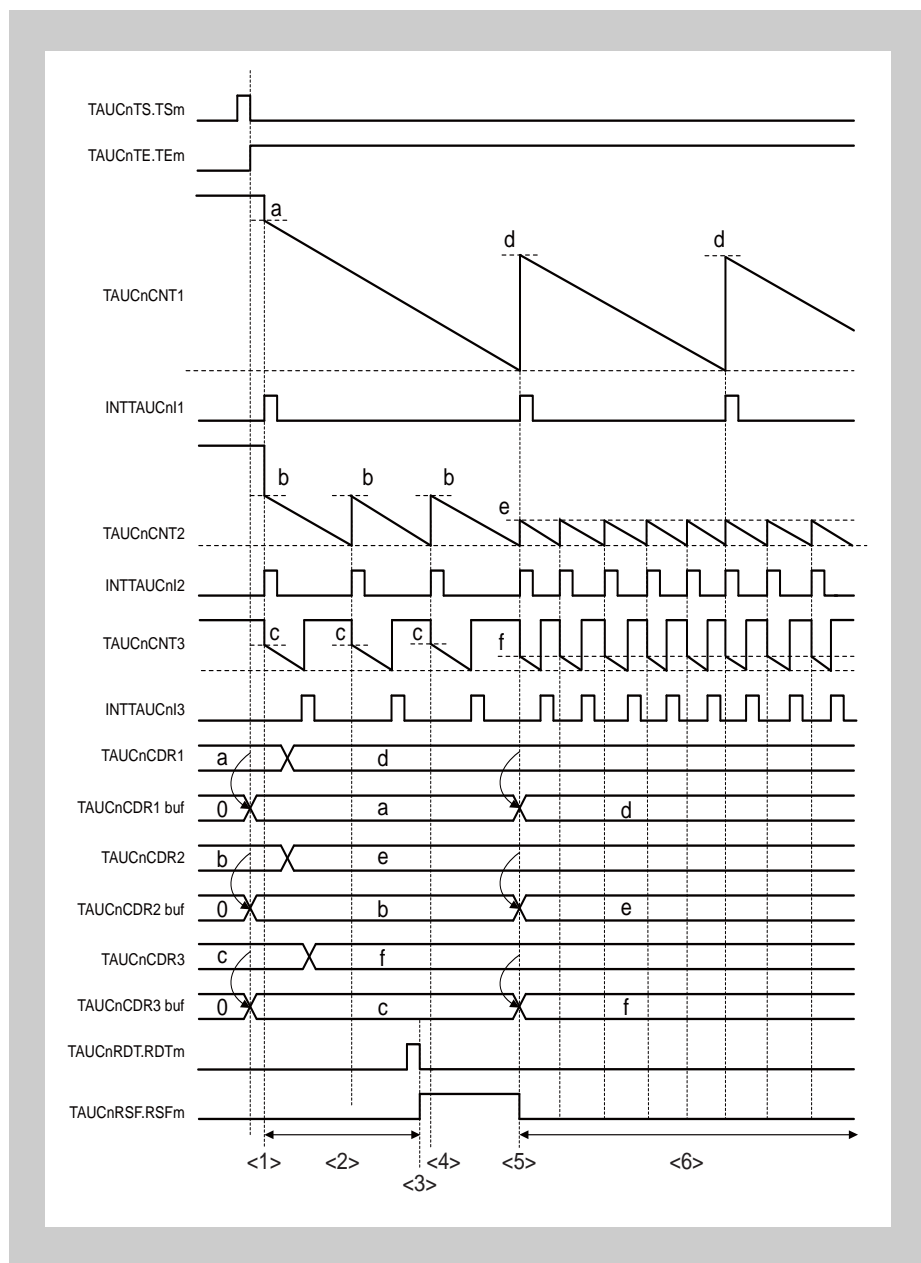 TAUCnTS.TSm
TAUCnTE.TEm
a
d d
TAUCnCNT1
INTTAUCnI1
b b b
e
TAUCnCNT2
INTTAUCnI2
TAUCnCNT3 c c c f
INTTAUCnI3
TAUCnCDR1 a d
TAUCnCDR1 buf 0 a d
TAUCnCDR2 b e
TAUCnCDR2 buf 0 b e
TAUCnCDR3 c f
TAUCnCDR3 buf 0 c f
TAUCnRDT.RDTm
TAUCnRSF.RSFm
<1> <2> <4> <5> <6>
<3>